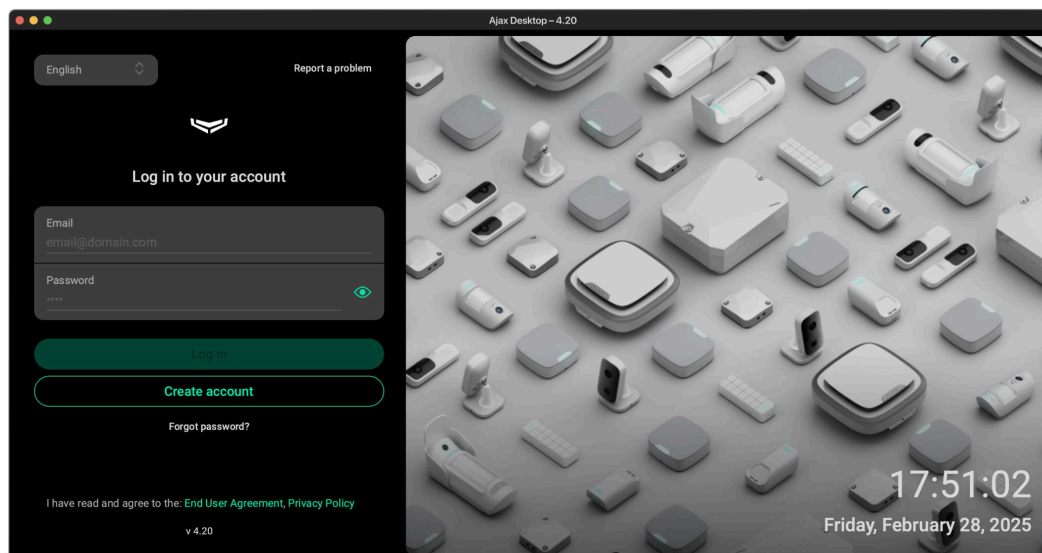 Ajax Desktop – 4.20
English
Report a problem
Log in to your account
Email
email@domain.com
Password
Log in
Create account
Forgot password?
I have read and agree to the: End User Agreement, Privacy Policy
v 4.20
17:51:02
Friday, February 28, 2025